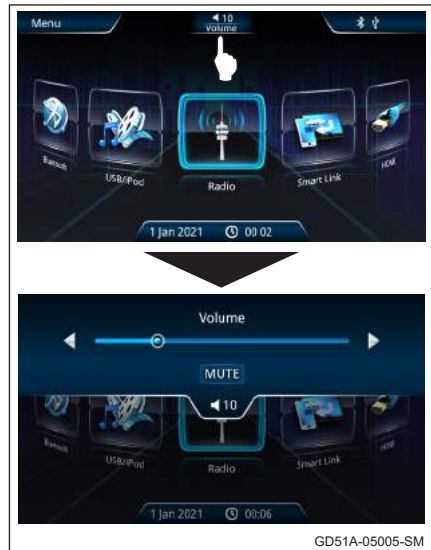 Menu
10
Volume
Bluetooth
USB/iPod
Radio
Smart Link
HDMI
1 Jan 2021 00 02
Volume
MUTE
10
USB/iPod
Radio
Smart Link
HDMI
1 Jan 2021 00:06
GD51A-05005-SM